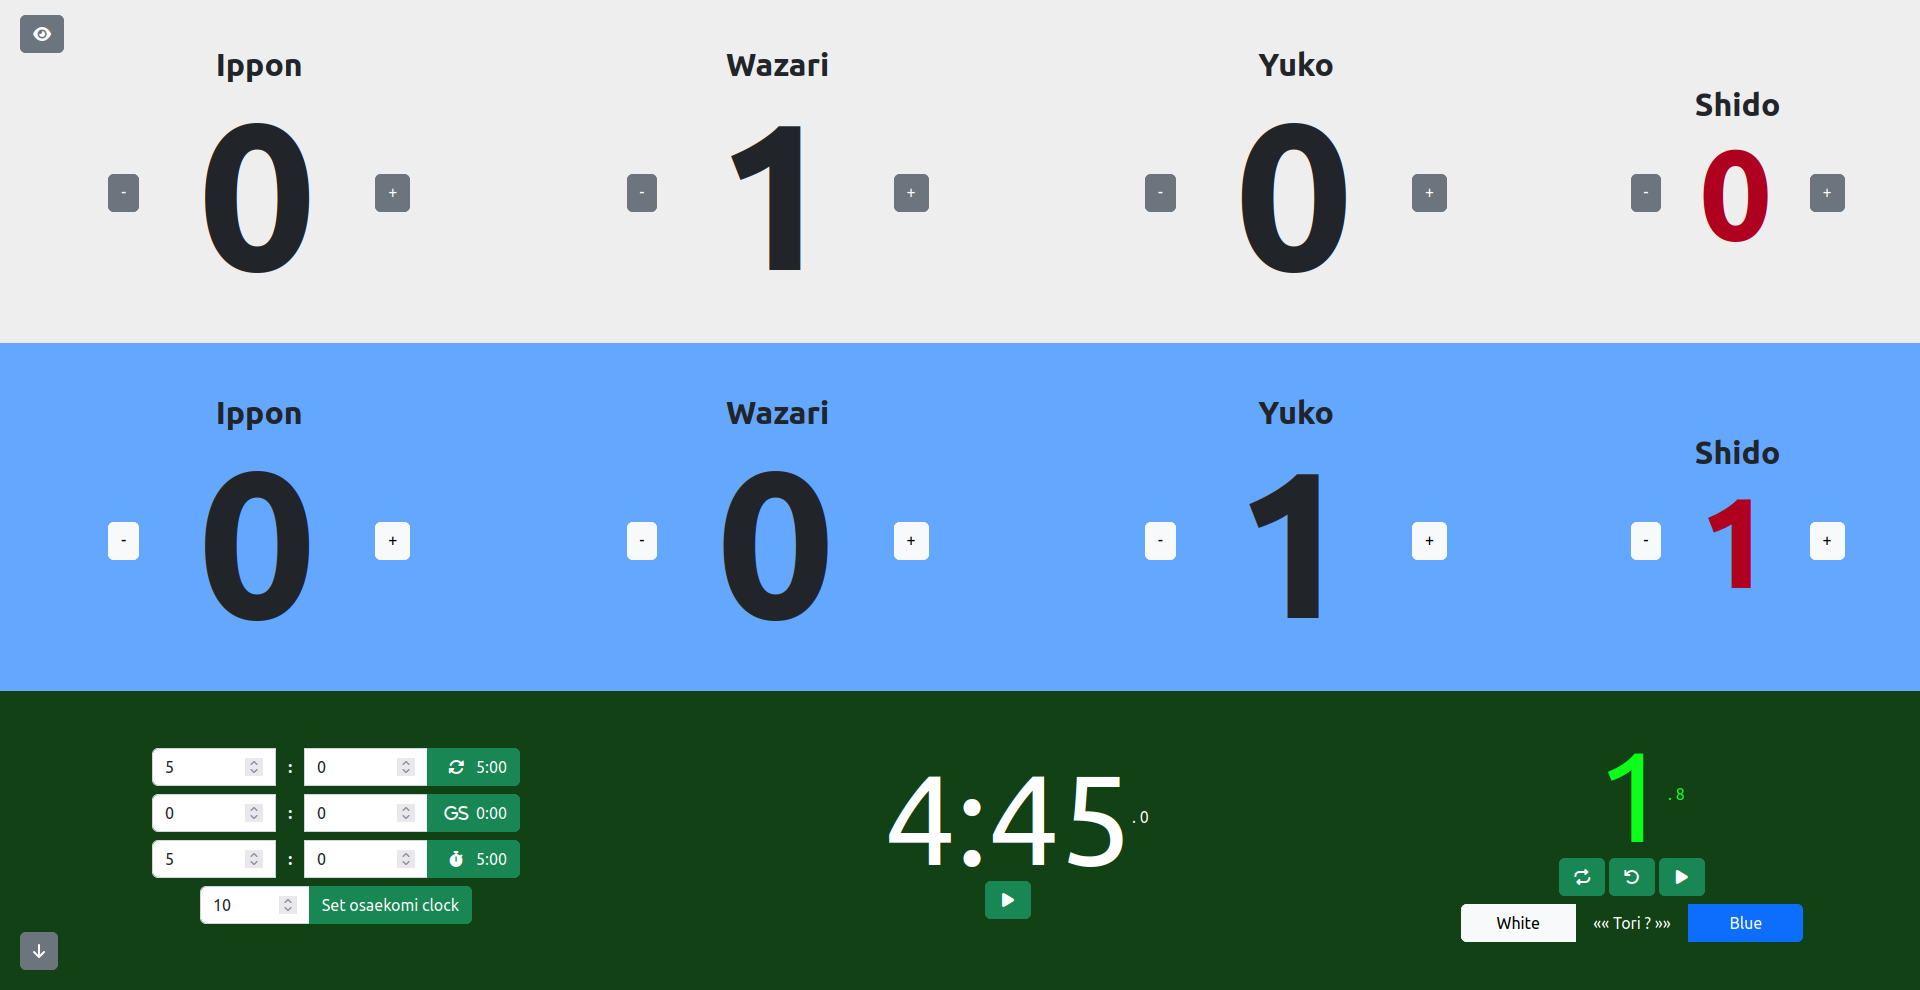 Ippon Wazari Yuko Shido
- 0 + - 1 + - 0 + - 0 +
Ippon Wazari Yuko Shido
- 0 + - 0 + - 1 + - 1 +
5 : 0 5:00
0 : 0 GS 0:00
5 : 0 5:00
10 Set osaekomi clock
4:45.0
1.8
White «« Tori ? »» Blue